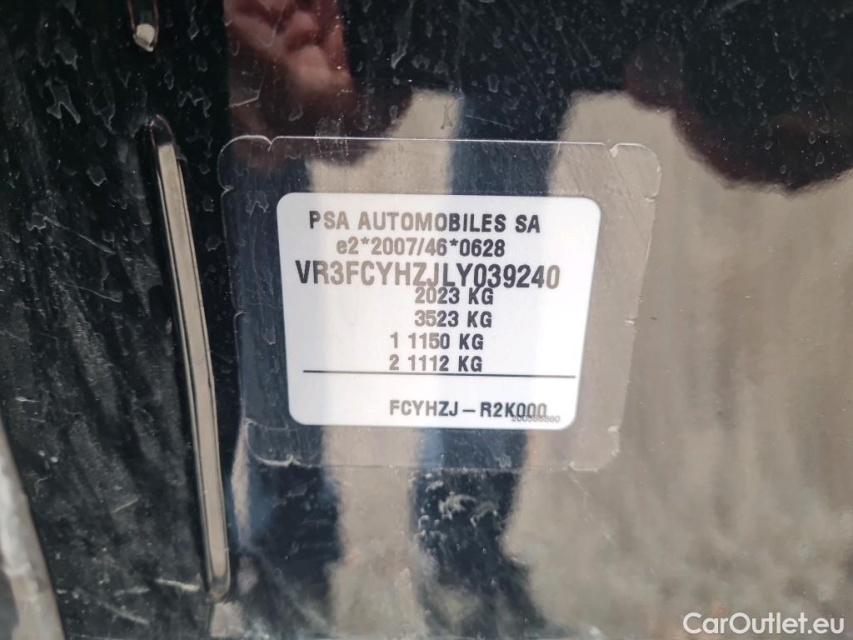 PSA AUTOMOBILES SA
e2*2007/46*0628
VR3FCYHZJLY039240
2023 KG
3523 KG
1 1150 KG
2 1112 KG
FCYHZJ-R2K000
CarOutlet.eu